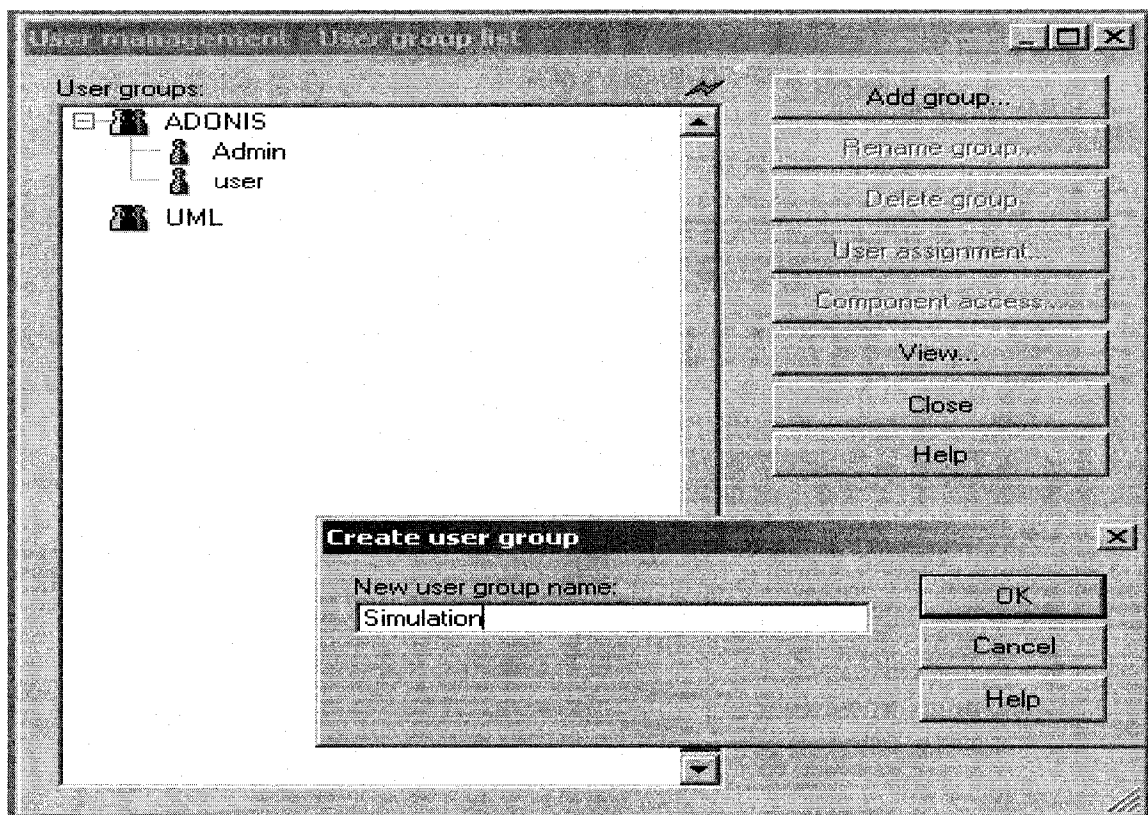 User management - User group list
User groups:
ADONIS
Admin
user
UML
Add group...
Rename group...
Delete group
User assignment...
Component access...
View...
Close
Help
Create user group
New user group name:
Simulation
OK
Cancel
Help